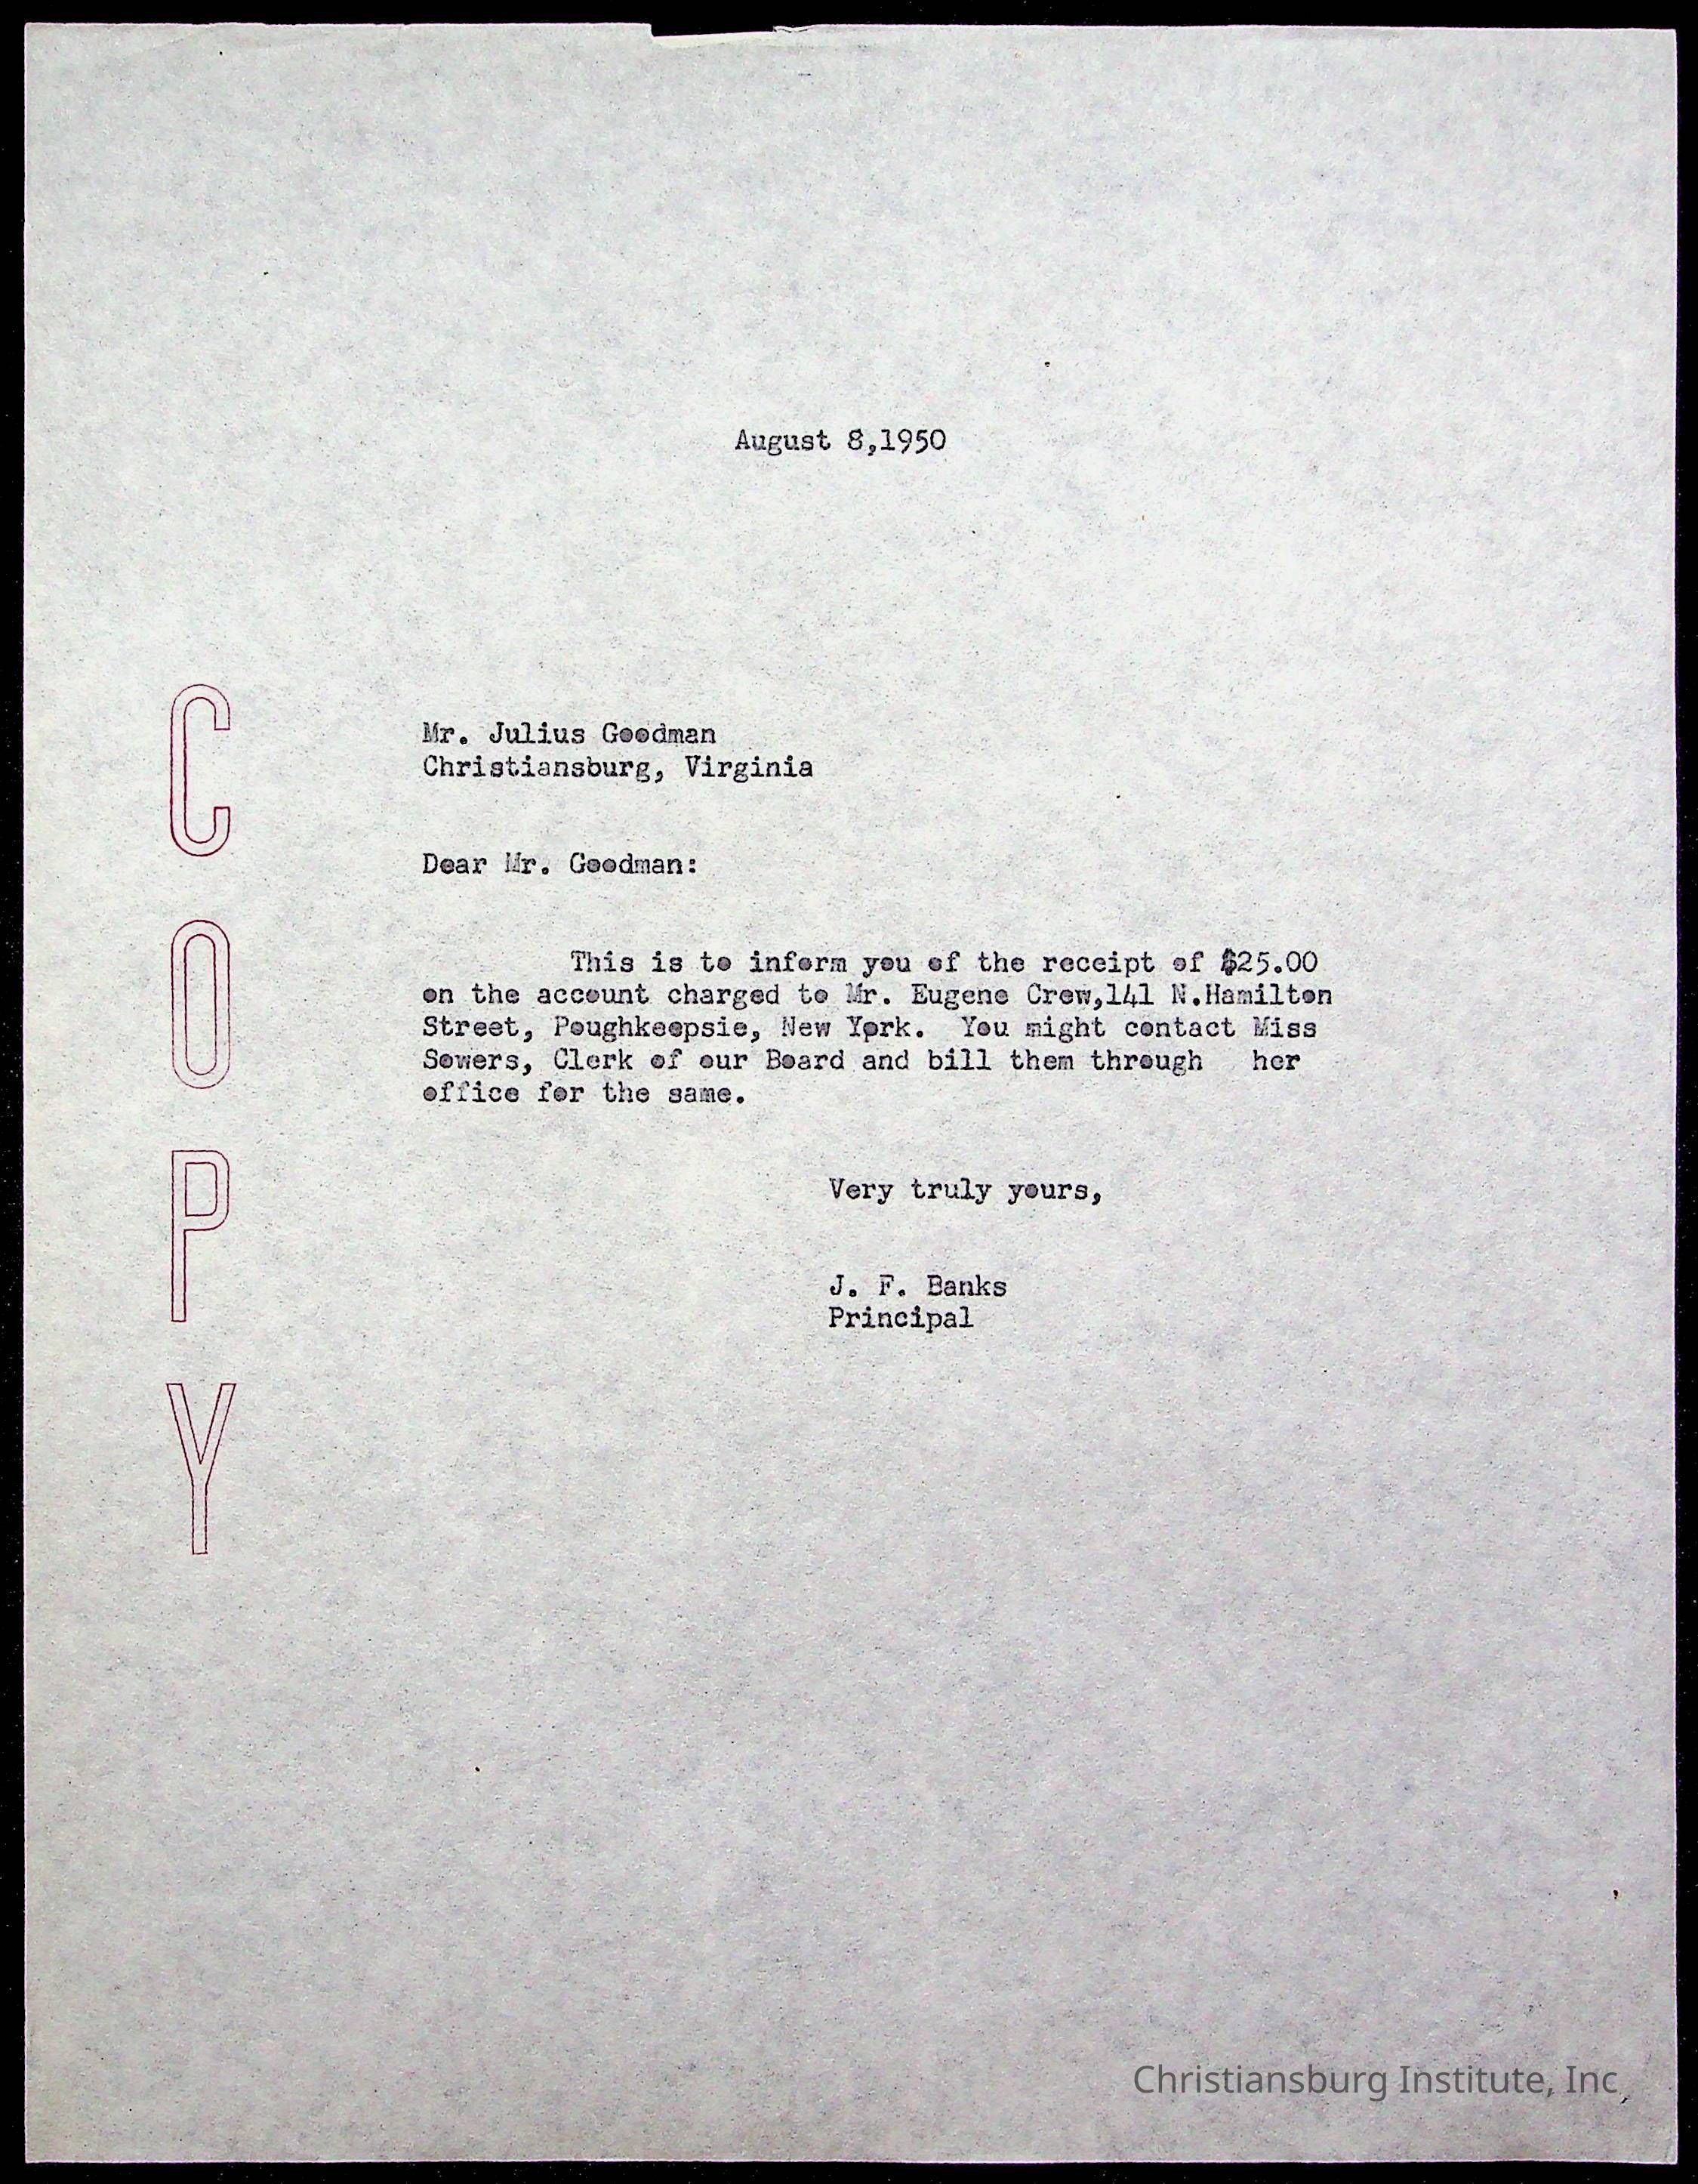 August 8,1950
Mr. Julius Goodman
Christiansburg, Virginia
Dear Mr. Goodman:
This is to inform you of the receipt of $25.00
on the account charged to Mr. Eugene Crew,141 N.Hamilton
Street, Poughkeepsie, New York. You might contact Miss
Sowers, Clerk of our Board and bill them through her
office for the same.
Very truly yours,
J. F. Banks
Principal
COPY
Christiansburg Institute, Inc